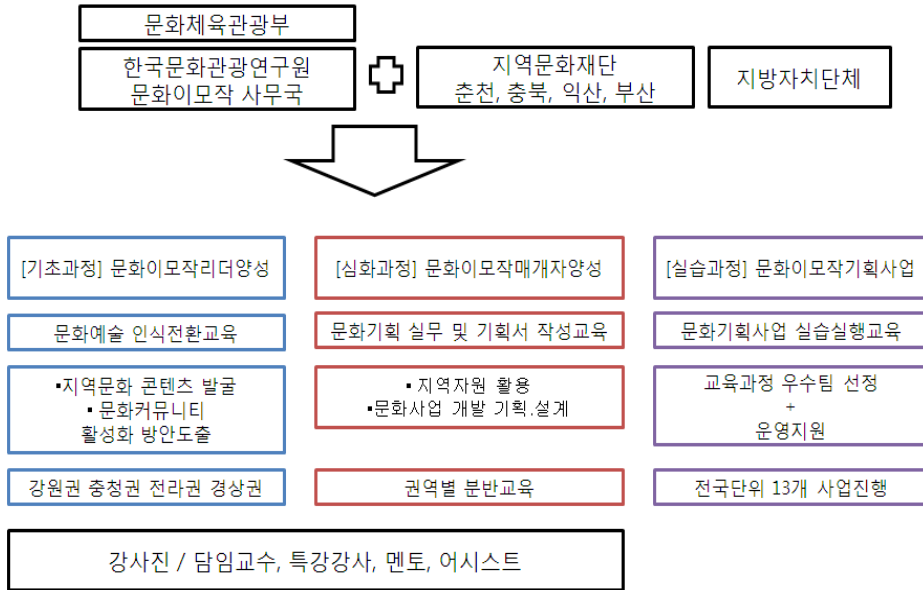 문화체육관광부
한국문화관광연구원
문화이모작 사무국
지역문화재단
춘천, 충북, 익산, 부산
지방자치단체
[기초과정] 문화이모작리더양성
[심화과정] 문화이모작매개자양성
[실습과정] 문화이모작기획사업
문화예술 인식전환교육
문화기획 실무 및 기획서 작성교육
문화기획사업 실습실행교육
▪지역문화 콘텐츠 발굴
▪ 문화커뮤니티
활성화 방안도출
▪ 지역자원 활용
▪문화사업 개발 기획.설계
교육과정 우수팀 선정
+
운영지원
강원권 충청권 전라권 경상권
권역별 분반교육
전국단위 13개 사업진행
강사진 / 담임교수, 특강강사, 멘토, 어시스트